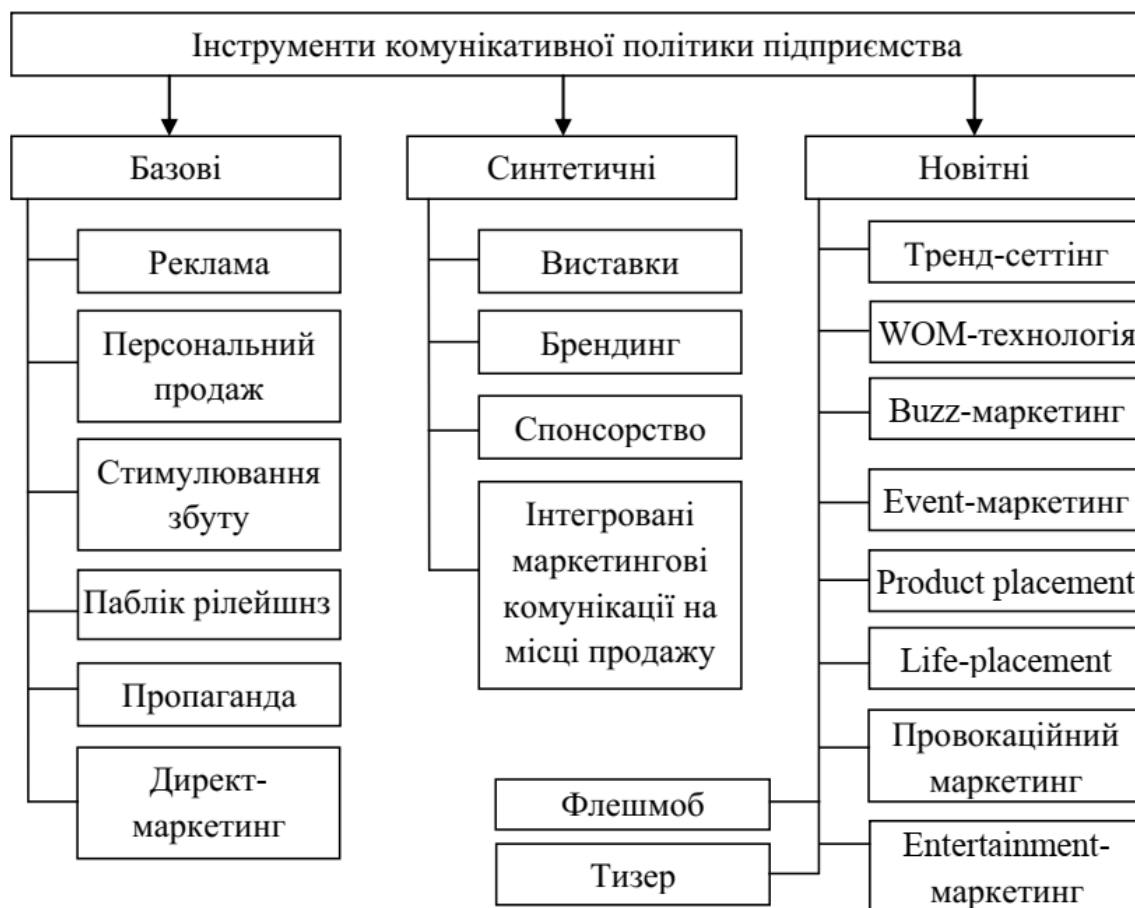 Інструменти комунікативної політики підприємства
Базові
Реклама
Персональний
продаж
Стимулювання
збуту
Паблік рілейшнз
Пропаганда
Директ-
маркетинг
Синтетичні
Виставки
Брендинг
Спонсорство
Інтегровані
маркетингові
комунікації на
місці продажу
Новітні
Тренд-сеттінг
WOM-технологія
Buzz-маркетинг
Event-маркетинг
Product placement
Life-placement
Провокаційний
маркетинг
Entertainment-
маркетинг
Флешмоб
Тизер